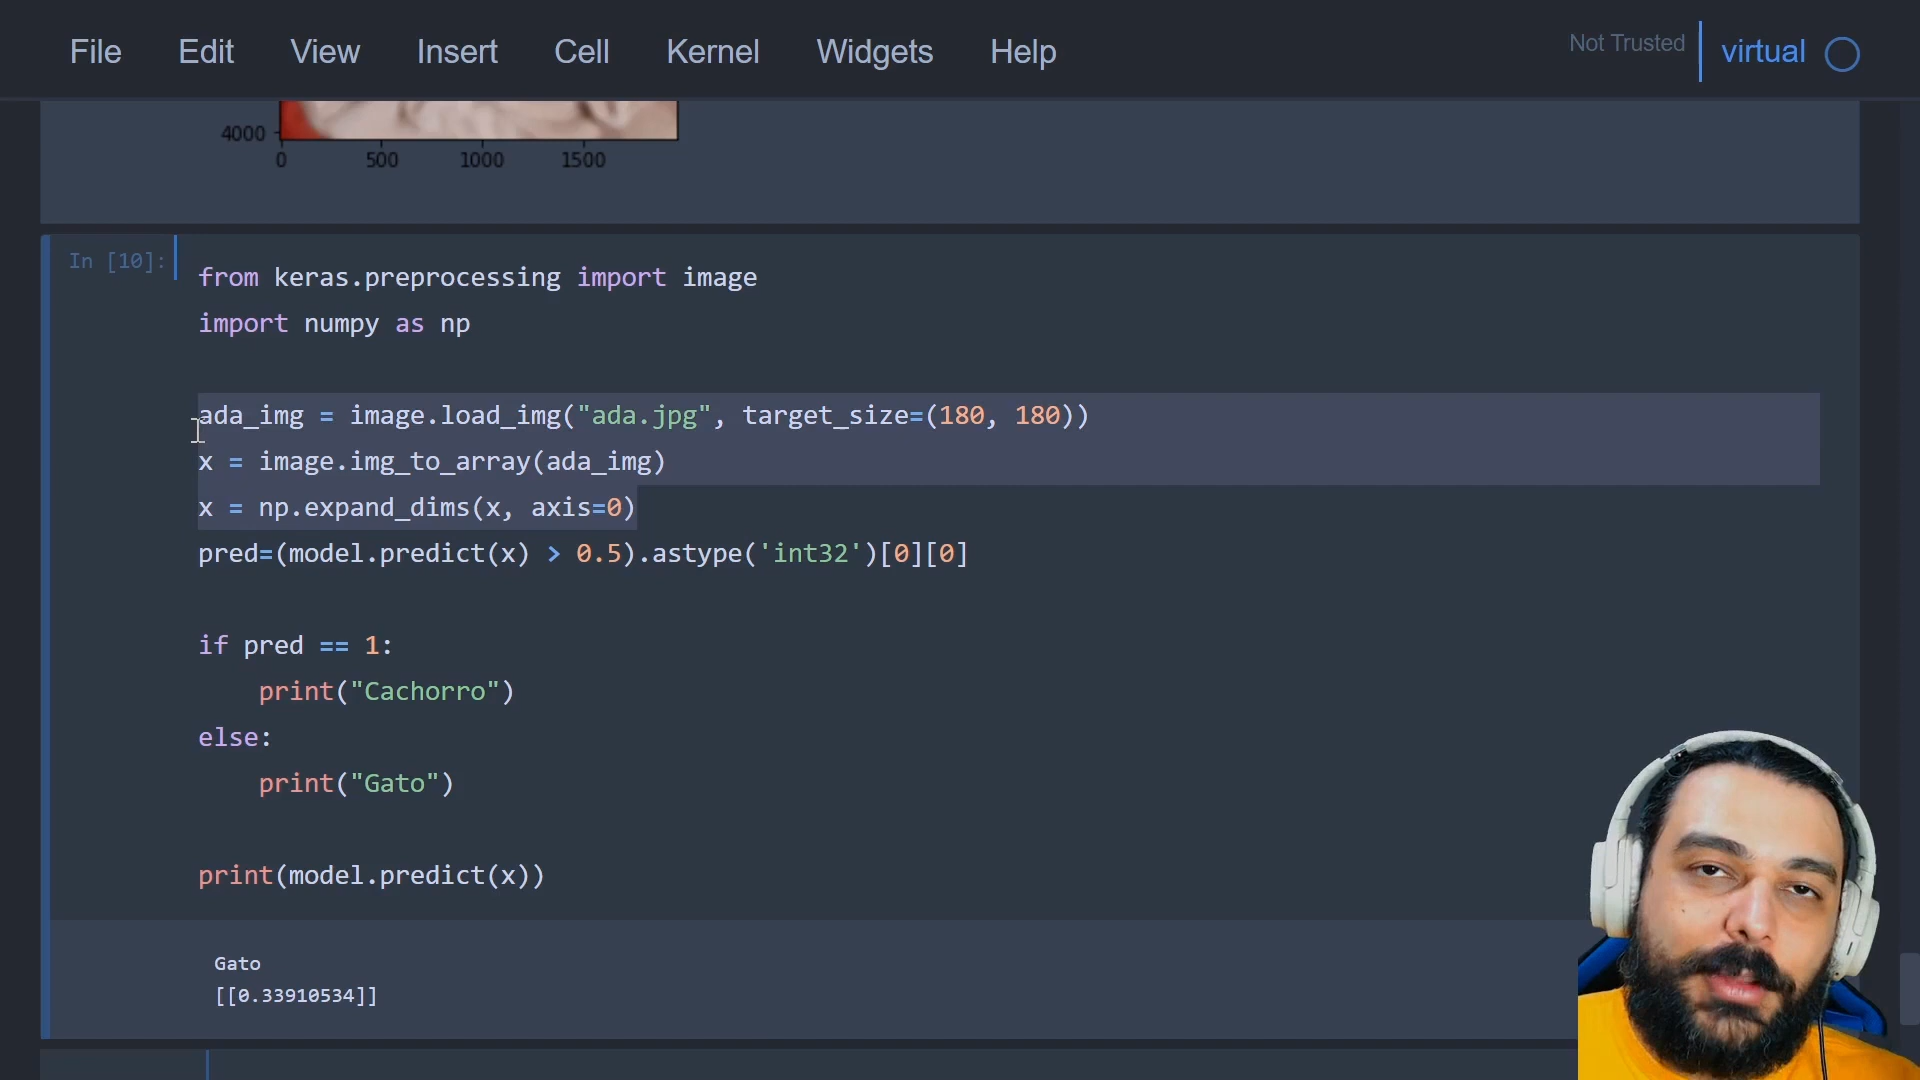 File Edit View Insert Cell Kernel Widgets Help Not Trusted virtual
4000
0 500 1000 1500
In [10]:
from keras.preprocessing import image
import numpy as np
ada_img = image.load_img("ada.jpg", target_size=(180, 180))
x = image.img_to_array(ada_img)
x = np.expand_dims(x, axis=0)
pred=(model.predict(x) > 0.5).astype('int32')[0][0]
if pred == 1:
    print("Cachorro")
else:
    print("Gato")
print(model.predict(x))
Gato
[[0.33910534]]